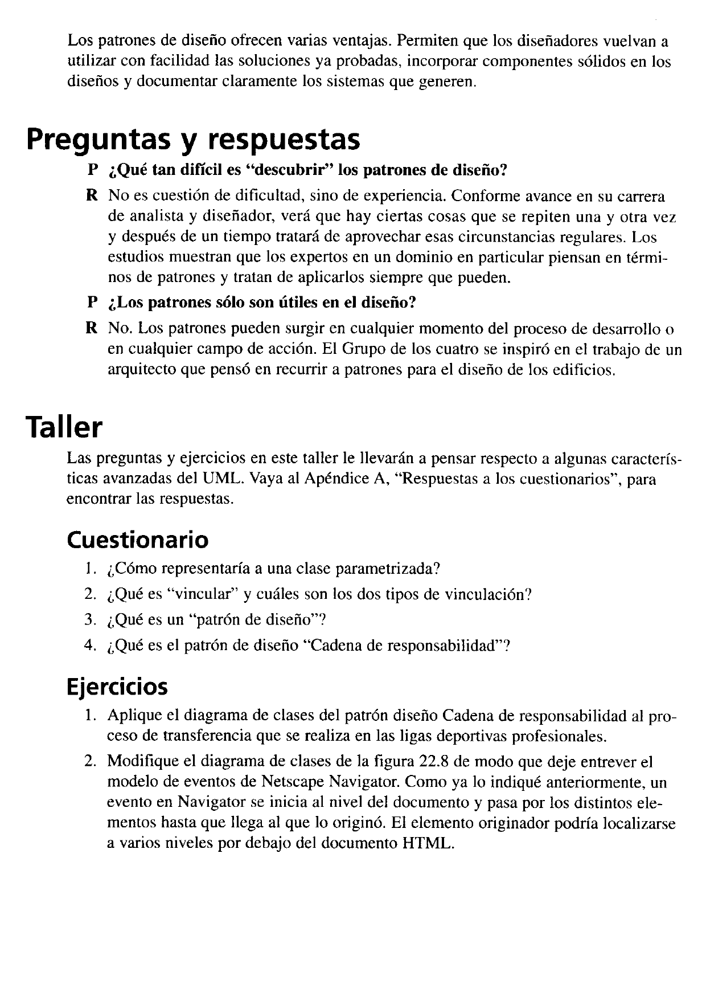 Los patrones de diseño ofrecen varias ventajas. Permiten que los diseñadores vuelvan a
utilizar con facilidad las soluciones ya probadas, incorporar componentes sólidos en los
diseños y documentar claramente los sistemas que generen.
Preguntas y respuestas
P ¿Qué tan difícil es “descubrir” los patrones de diseño?
R No es cuestión de dificultad, sino de experiencia. Conforme avance en su carrera
de analista y diseñador, verá que hay ciertas cosas que se repiten una y otra vez
y después de un tiempo tratará de aprovechar esas circunstancias regulares. Los
estudios muestran que los expertos en un dominio en particular piensan en térmi-
nos de patrones y tratan de aplicarlos siempre que pueden.
P ¿Los patrones sólo son útiles en el diseño?
R No. Los patrones pueden surgir en cualquier momento del proceso de desarrollo o
en cualquier campo de acción. El Grupo de los cuatro se inspiró en el trabajo de un
arquitecto que pensó en recurrir a patrones para el diseño de los edificios.
Taller
Las preguntas y ejercicios en este taller le llevarán a pensar respecto a algunas caracterís-
ticas avanzadas del UML. Vaya al Apéndice A, “Respuestas a los cuestionarios”, para
encontrar las respuestas.
Cuestionario
1. ¿Cómo representaría a una clase parametrizada?
2. ¿Qué es “vincular” y cuáles son los dos tipos de vinculación?
3. ¿Qué es un “patrón de diseño”?
4. ¿Qué es el patrón de diseño “Cadena de responsabilidad”?
Ejercicios
1. Aplique el diagrama de clases del patrón diseño Cadena de responsabilidad al pro-
ceso de transferencia que se realiza en las ligas deportivas profesionales.
2. Modifique el diagrama de clases de la figura 22.8 de modo que deje entrever el
modelo de eventos de Netscape Navigator. Como ya lo indiqué anteriormente, un
evento en Navigator se inicia al nivel del documento y pasa por los distintos ele-
mentos hasta que llega al que lo originó. El elemento originador podría localizarse
a varios niveles por debajo del documento HTML.